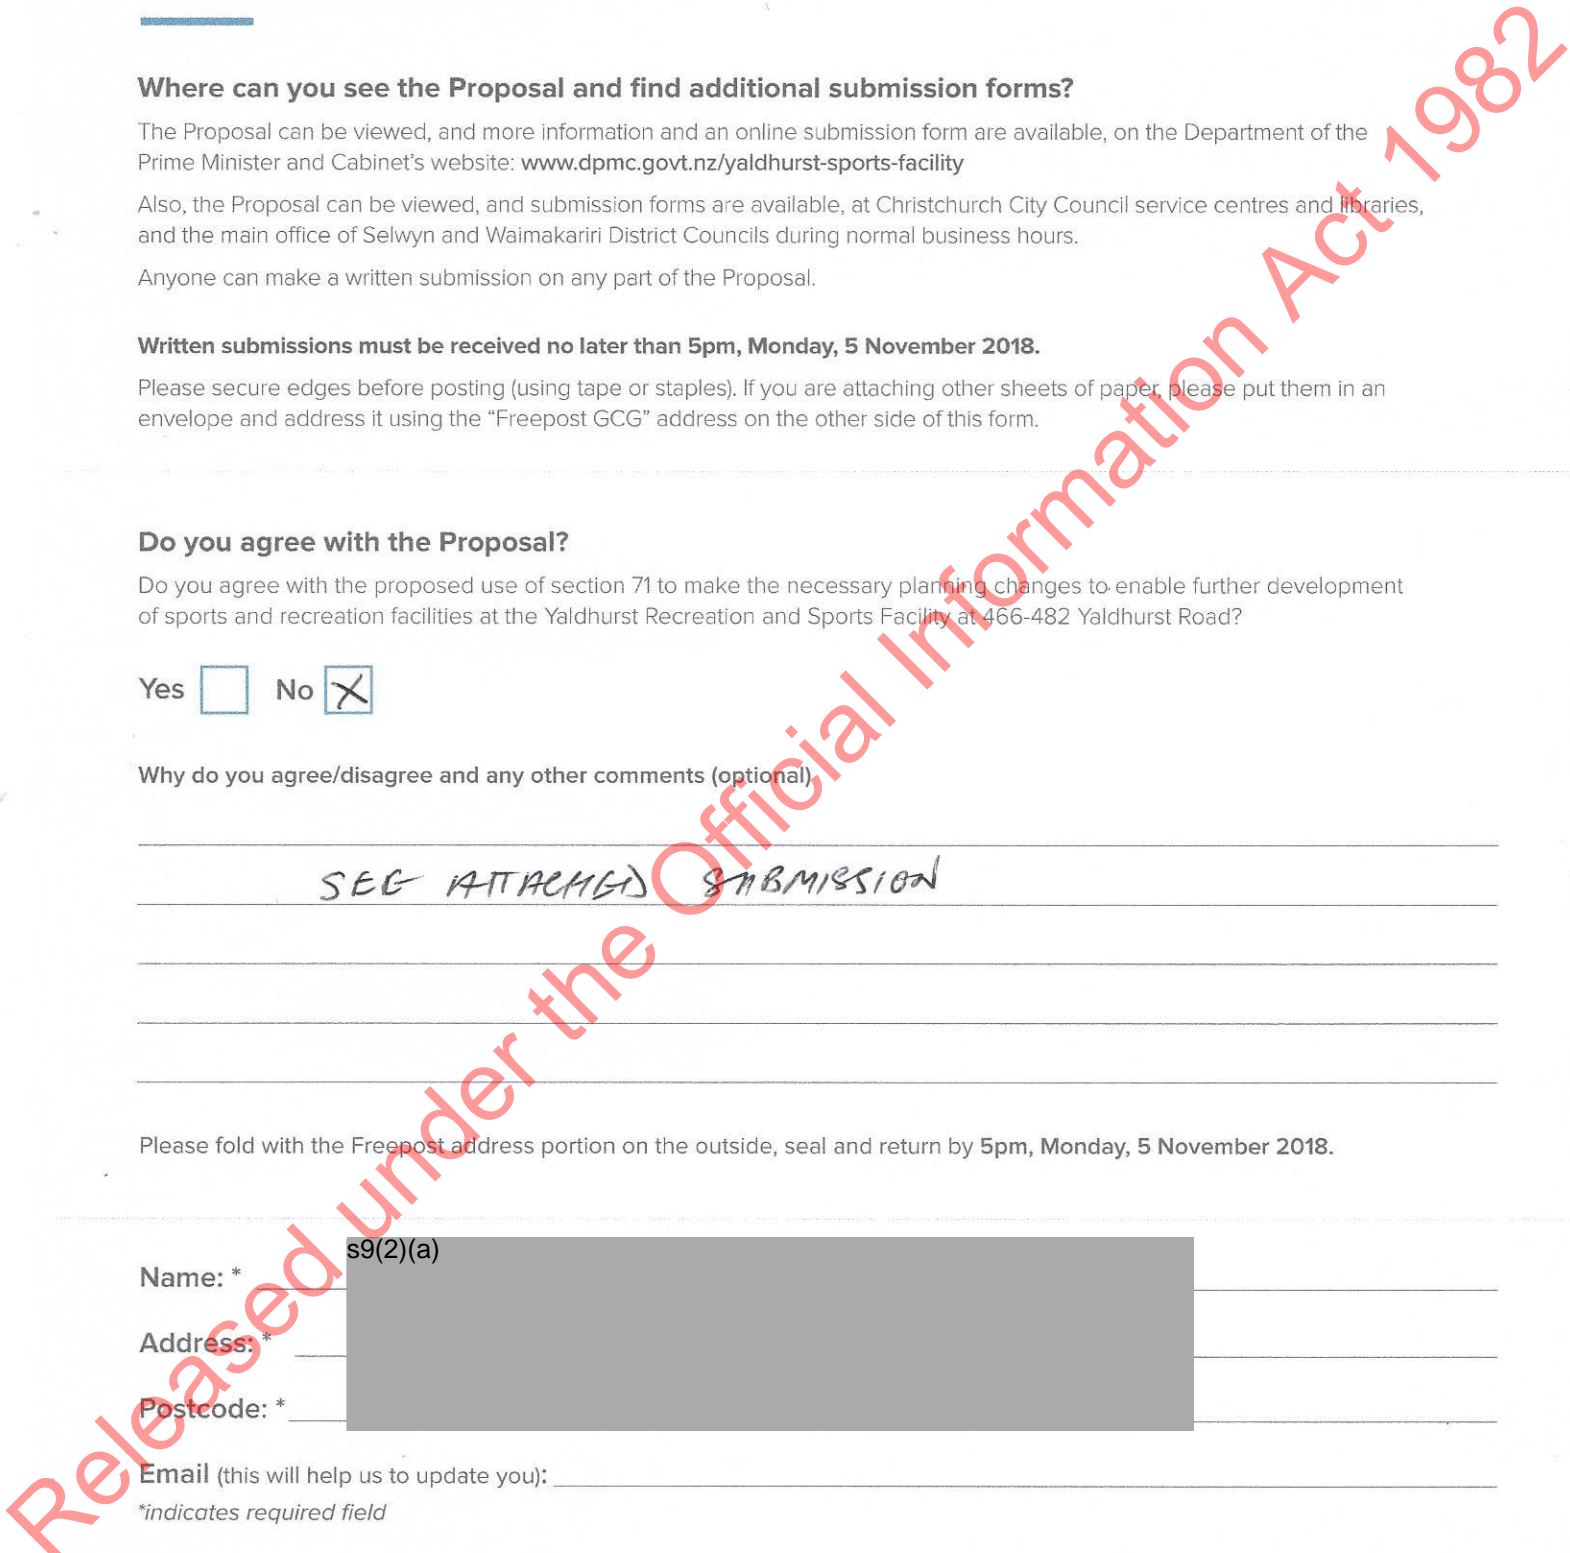 Where can you see the Proposal and find additional submission forms?
The Proposal can be viewed, and more information and an online submission form are available, on the Department of the
Prime Minister and Cabinet's website: www.dpmc.govt.nz/yaldhurst-sports-facility
Also, the Proposal can be viewed, and submission forms are available, at Christchurch City Council service centres and libraries,
and the main office of Selwyn and Waimakariri District Councils during normal business hours.
Anyone can make a written submission on any part of the Proposal.
Written submissions must be received no later than 5pm, Monday, 5 November 2018.
Please secure edges before posting (using tape or staples). If you are attaching other sheets of paper, please put them in an
envelope and address it using the "Freepost GCG" address on the other side of this form.
Do you agree with the Proposal?
Do you agree with the proposed use of section 71 to make the necessary planning changes to enable further development
of sports and recreation facilities at the Yaldhurst Recreation and Sports Facility at 466-482 Yaldhurst Road?
Yes No X
Why do you agree/disagree and any other comments (optional)
SEE ATTACHED SUBMISSION
Please fold with the Freepost address portion on the outside, seal and return by 5pm, Monday, 5 November 2018.
s9(2)(a)
Name: *
Address: *
Postcode: *
Email (this will help us to update you):
*indicates required field
Released under the Official Information Act 1982